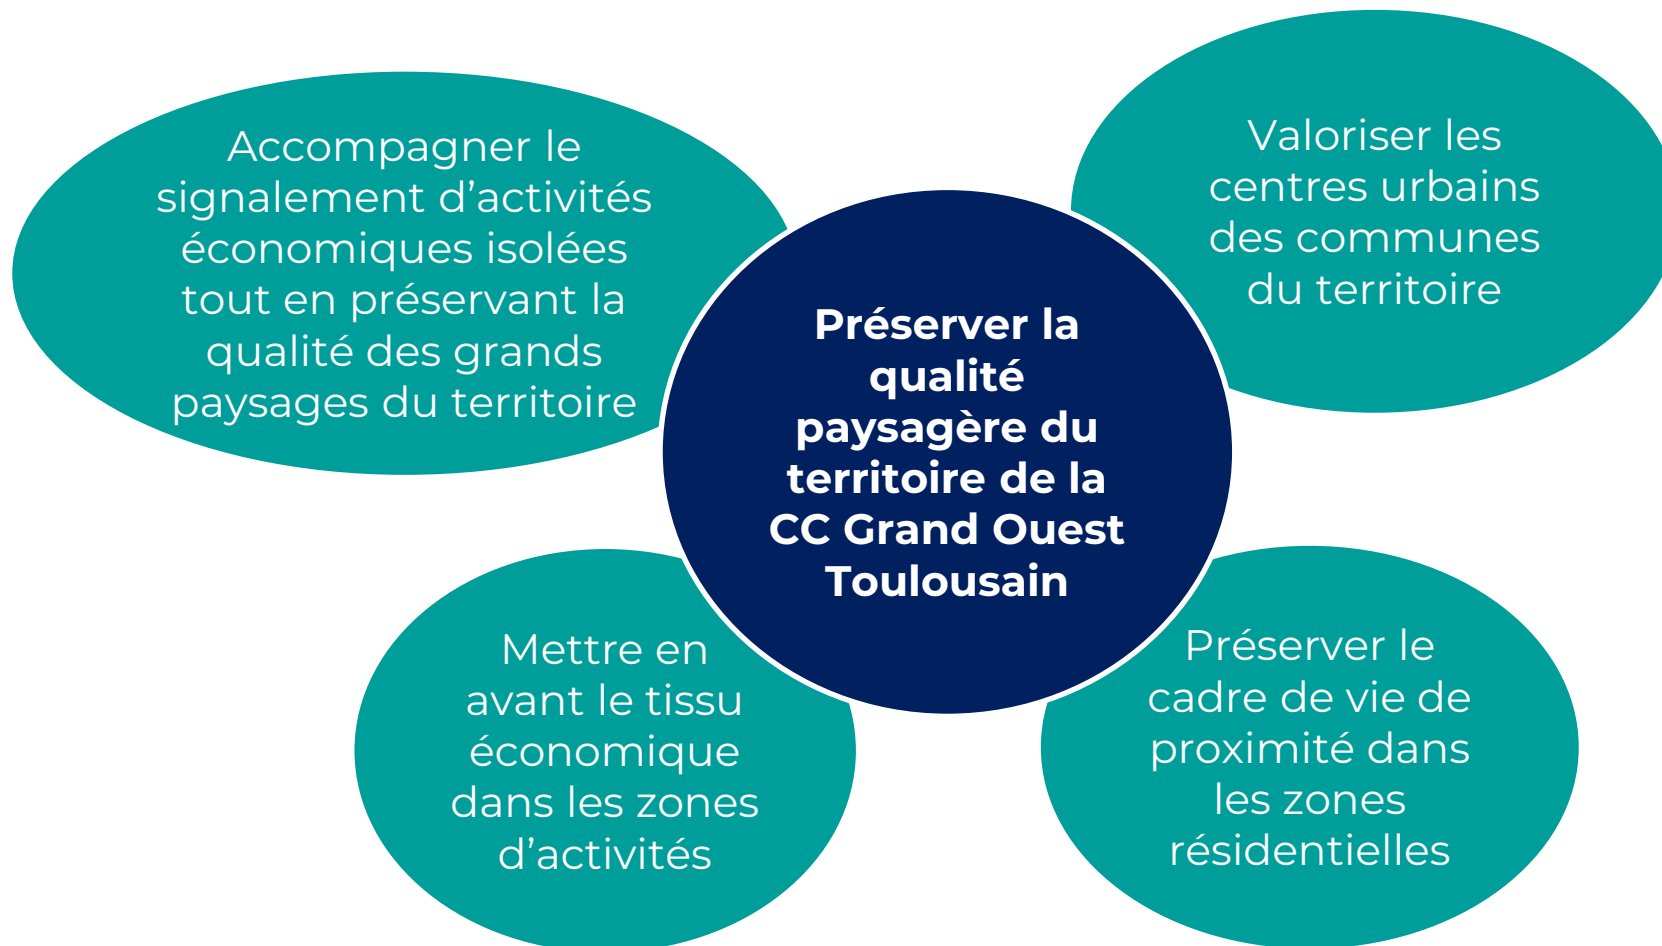 Accompagner le
signalement d’activités
économiques isolées
tout en préservant la
qualité des grands
paysages du territoire
Valoriser les
centres urbains
des communes
du territoire
Préserver la
qualité
paysagère du
territoire de la
CC Grand Ouest
Toulousain
Mettre en
avant le tissu
économique
dans les zones
d’activités
Préserver le
cadre de vie de
proximité dans
les zones
résidentielles